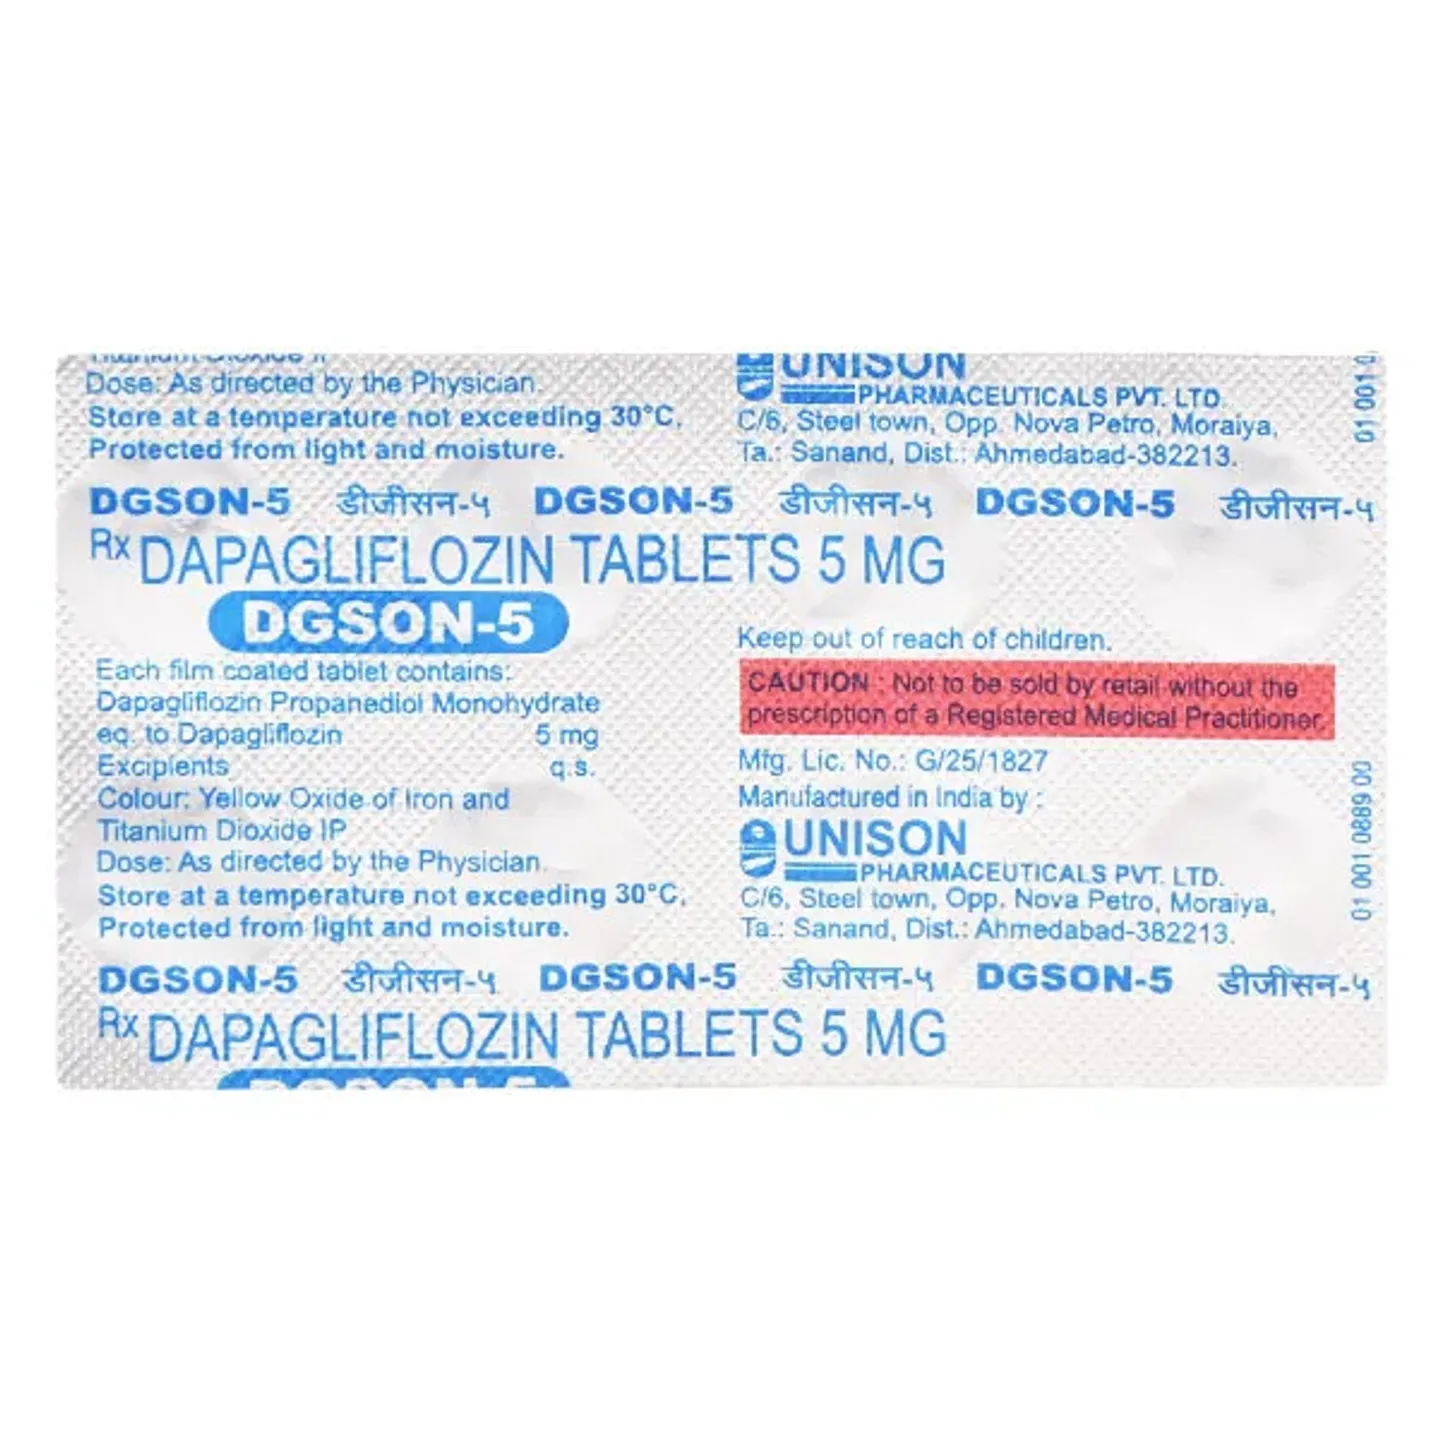 Titanium Dioxide IP
Dose: As directed by the Physician.
Store at a temperature not exceeding 30°C,
Protected from light and moisture.
UNISON
PHARMACEUTICALS PVT. LTD.
C/6, Steel town, Opp. Nova Petro, Moraiya,
Ta.: Sanand, Dist.: Ahmedabad-382213.
01 001 0
DGSON-5 डीजीसन-५ DGSON-5 डीजीसन-५ DGSON-5 डीजीसन-५
Rx DAPAGLIFLOZIN TABLETS 5 MG
DGSON-5
Each film coated tablet contains:
Dapagliflozin Propanediol Monohydrate
eq. to Dapagliflozin 5 mg
Excipients q.s.
Colour: Yellow Oxide of Iron and
Titanium Dioxide IP
Dose: As directed by the Physician.
Store at a temperature not exceeding 30°C,
Protected from light and moisture.
Keep out of reach of children.
CAUTION : Not to be sold by retail without the
prescription of a Registered Medical Practitioner.
Mfg. Lic. No.: G/25/1827
Manufactured in India by :
UNISON
PHARMACEUTICALS PVT. LTD.
C/6, Steel town, Opp. Nova Petro, Moraiya,
Ta.: Sanand, Dist.: Ahmedabad-382213.
01 001 0889 00
DGSON-5 डीजीसन-५ DGSON-5 डीजीसन-५ DGSON-5 डीजीसन-५
Rx DAPAGLIFLOZIN TABLETS 5 MG
DGSON-5